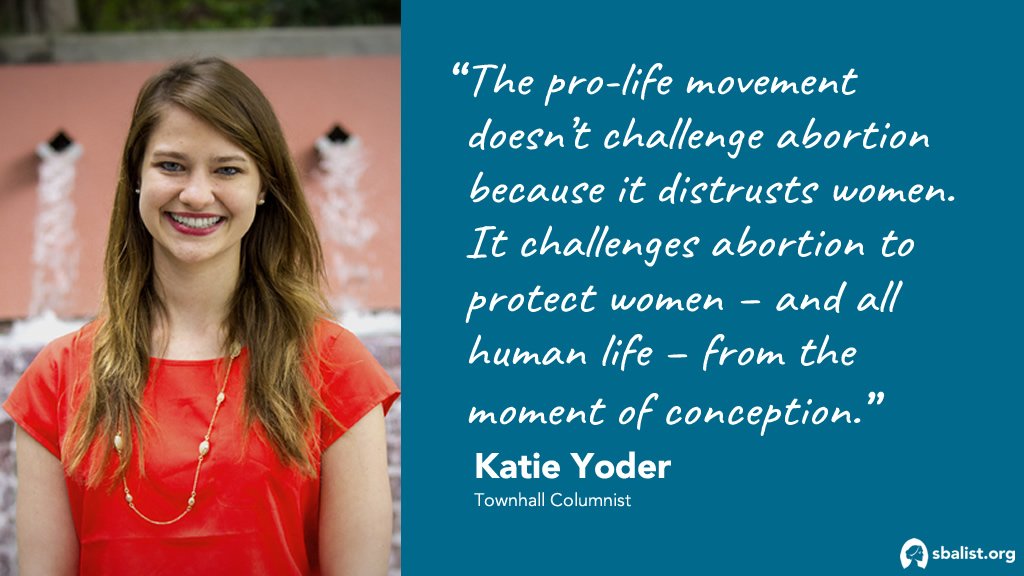 “The pro-life movement
doesn’t challenge abortion
because it distrusts women.
It challenges abortion to
protect women – and all
human life – from the
moment of conception.”
Katie Yoder
Townhall Columnist
sbalist.org